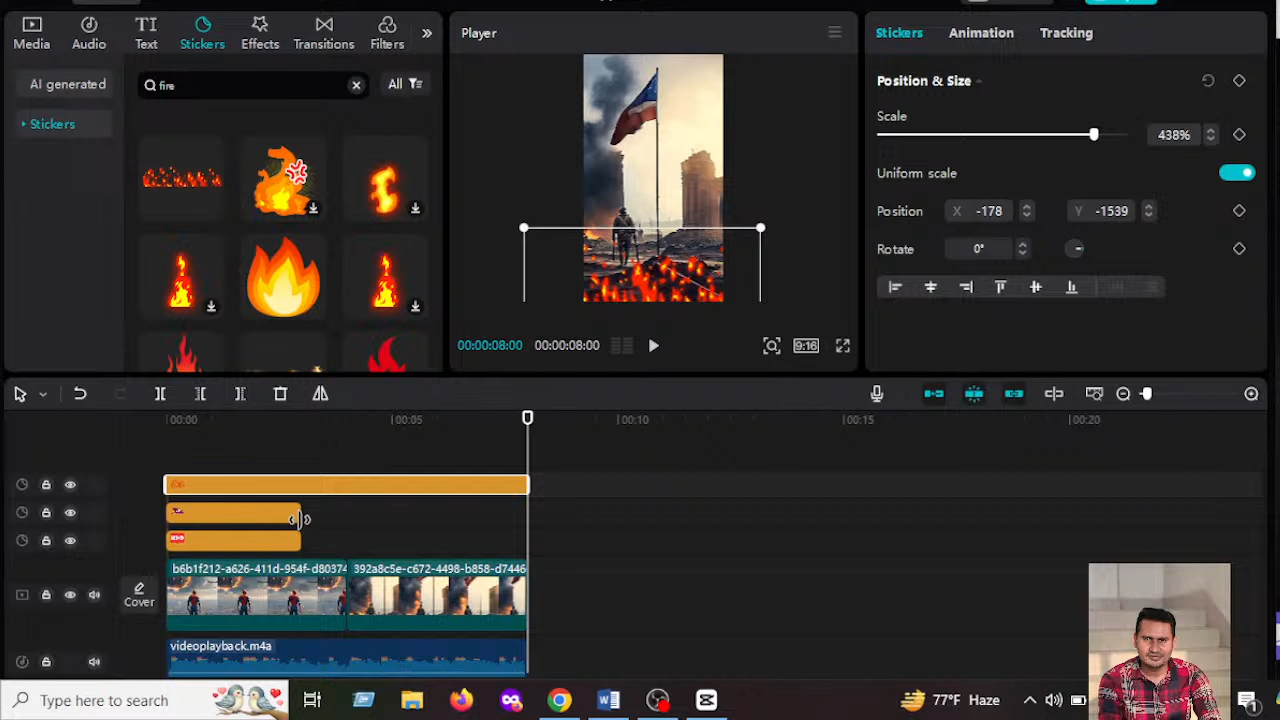 Media
Audio
Text
Stickers
Effects
Transitions
Filters
AI generated
Stickers
fire
All
Player
00:00:08:00 00:00:08:00
9:16
Stickers Animation Tracking
Position & Size
Scale
438%
Uniform scale
Position X -178 Y -1539
Rotate 0°
00:00 00:05 00:10 00:15 00:20
Cover
b6b1f212-a626-411d-954f-d80374 392a8c5e-c672-4498-b858-d7446
videoplayback.m4a
Type here to search
77°F Haze
1